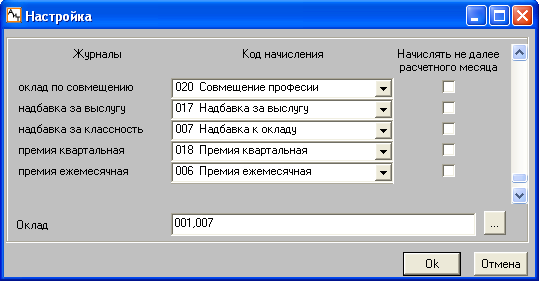 Настройка
Журналы Код начисления Начислять не далее
расчетного месяца
оклад по совмещению 020 Совмещение професии
надбавка за выслугу 017 Надбавка за выслугу
надбавка за классность 007 Надбавка к окладу
премия квартальная 018 Премия квартальная
премия ежемесячная 006 Премия ежемесячная
Оклад 001,007 ...
Ok Отмена